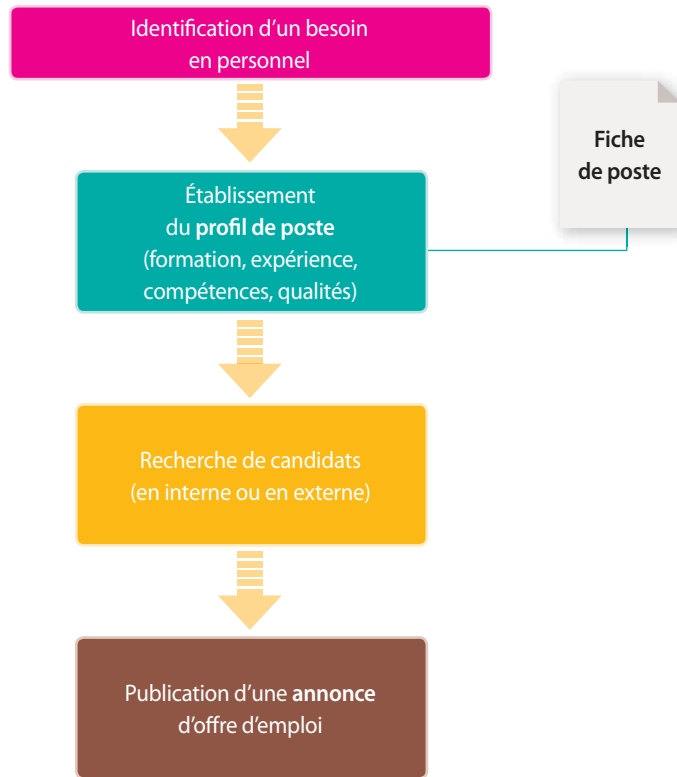 Identification d’un besoin
en personnel
Fiche
de poste
Établissement
du profil de poste
(formation, expérience,
compétences, qualités)
Recherche de candidats
(en interne ou en externe)
Publication d’une annonce
d’offre d’emploi